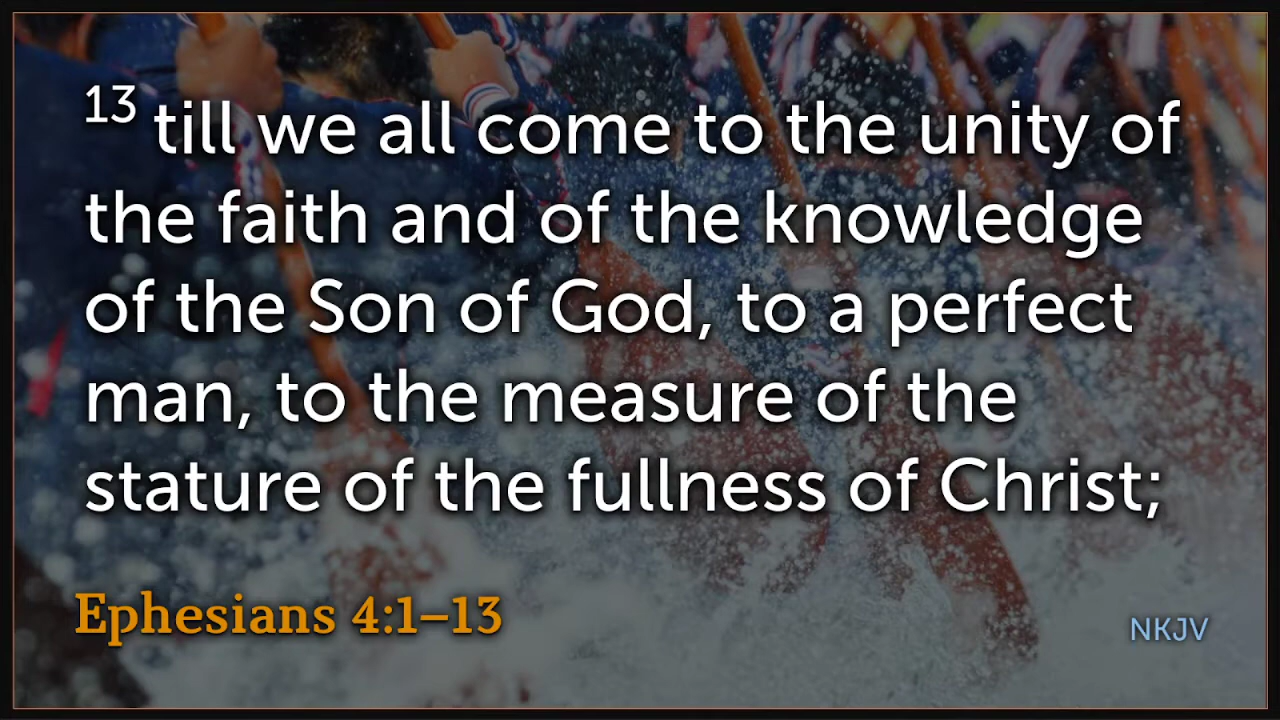 13 till we all come to the unity of
the faith and of the knowledge
of the Son of God, to a perfect
man, to the measure of the
stature of the fullness of Christ;
Ephesians 4:1–13
NKJV